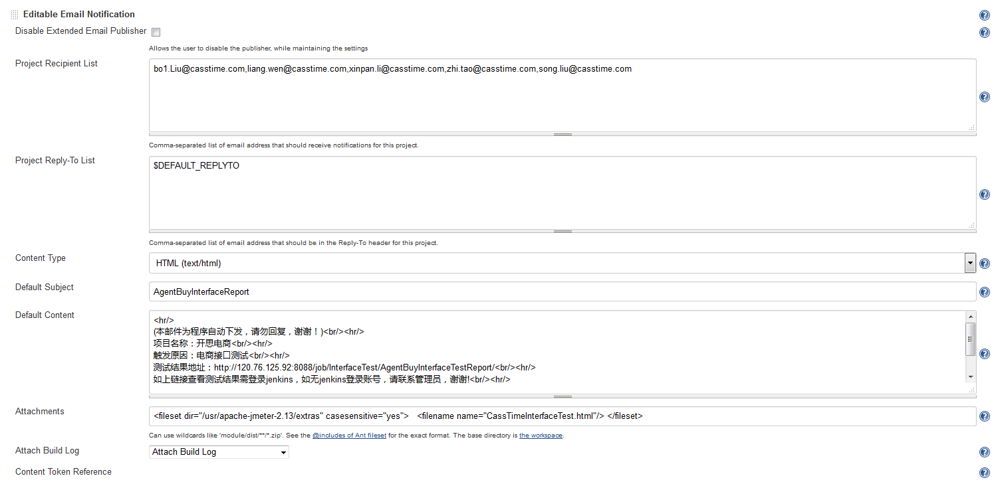 Editable Email Notification
Disable Extended Email Publisher
Allows the user to disable the publisher, while maintaining the settings
Project Recipient List
bo1.Liu@casstime.com,liang.wen@casstime.com,xinpan.li@casstime.com,zhi.tao@casstime.com,song.liu@casstime.com
Comma-separated list of email address that should receive notifications for this project.
Project Reply-To List
$DEFAULT_REPLYTO
Comma-separated list of email address that should be in the Reply-To header for this project.
Content Type
HTML (text/html)
Default Subject
AgentBuyInterfaceReport
Default Content
<hr/>
(本邮件为程序自动下发，请勿回复，谢谢！)<br/><hr/>
项目名称：开思电商<br/><hr/>
触发原因：电商接口测试<br/><hr/>
测试结果地址：http://120.76.125.92:8088/job/InterfaceTest/AgentBuyInterfaceTestReport/<br/><hr/>
如上链接查看测试结果需登录jenkins，如无jenkins登录账号，请联系管理员，谢谢!<br/><hr/>
Attachments
<fileset dir="/usr/apache-jmeter-2.13/extras" casesensitive="yes">   <filename name="CassTimeInterfaceTest.html"/> </fileset>
Can use wildcards like 'module/dist/**/*.zip'. See the @includes of Ant fileset for the exact format. The base directory is the workspace.
Attach Build Log
Attach Build Log
Content Token Reference